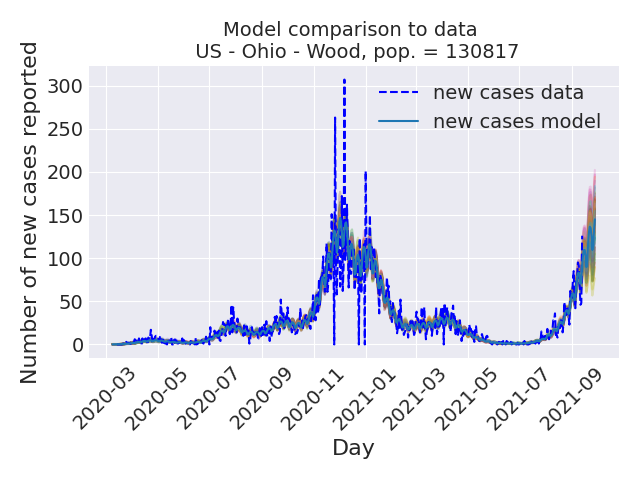 Model comparison to data
US - Ohio - Wood, pop. = 130817
Number of new cases reported
300
250
200
150
100
50
0
new cases data
new cases model
2020-03
2020-05
2020-07
2020-09
2020-11
2021-01
2021-03
2021-05
2021-07
2021-09
Day